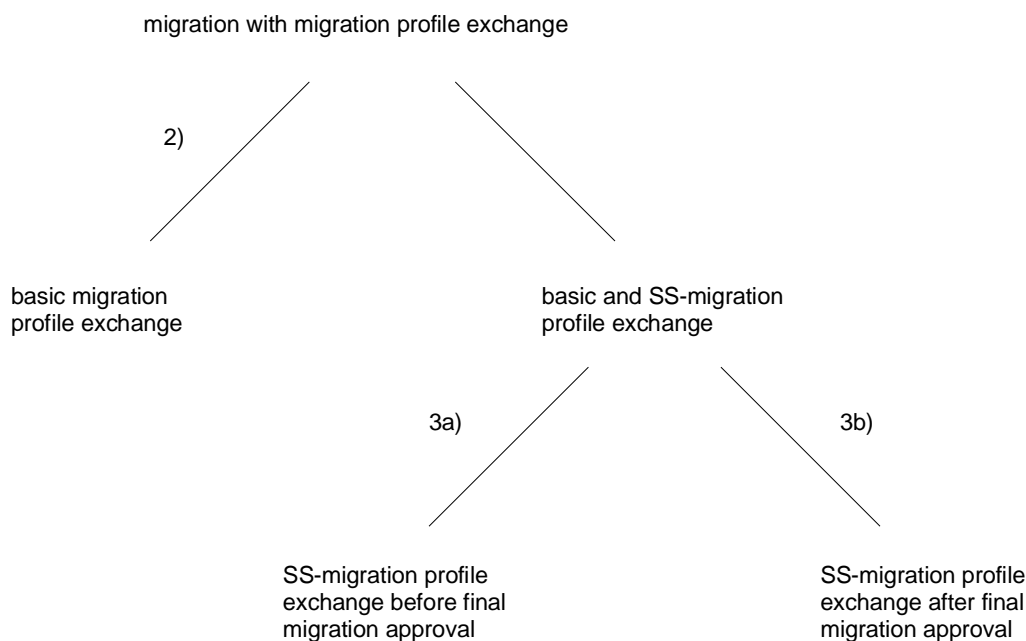 migration with migration profile exchange
2)
basic migration
profile exchange
basic and SS-migration
profile exchange
3a)
3b)
SS-migration profile
exchange before final
migration approval
SS-migration profile
exchange after final
migration approval